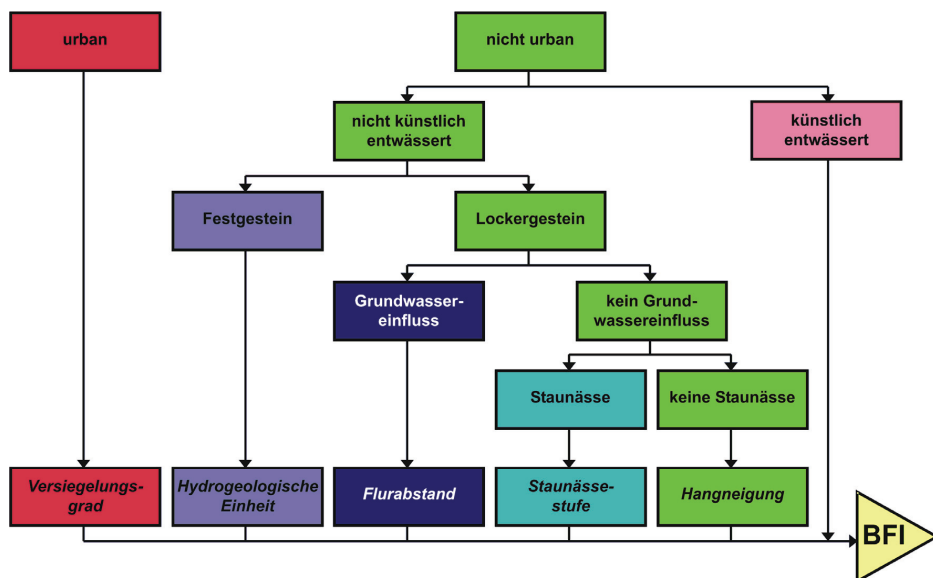 urban
nicht urban
nicht künstlich
entwässert
künstlich
entwässert
Festgestein
Lockergestein
Grundwasser-
einfluss
kein Grund-
wassereinfluss
Staunässe
keine Staunässe
Versiegelungs-
grad
Hydrogeologische
Einheit
Flurabstand
Staunässe-
stufe
Hangneigung
BFI